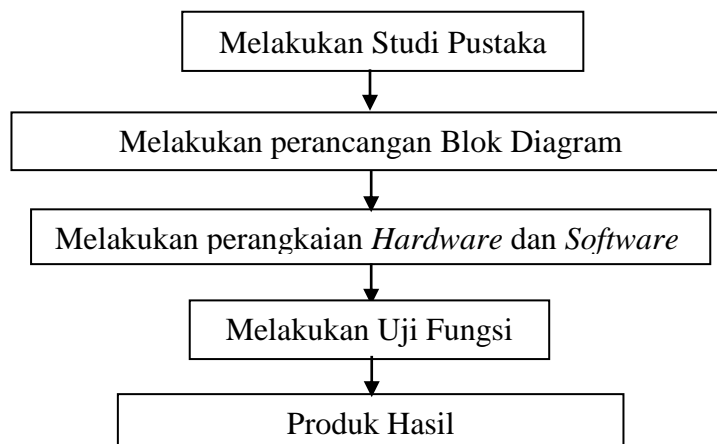 Melakukan Studi Pustaka
Melakukan perancangan Blok Diagram
Melakukan perangkaian Hardware dan Software
Melakukan Uji Fungsi
Produk Hasil